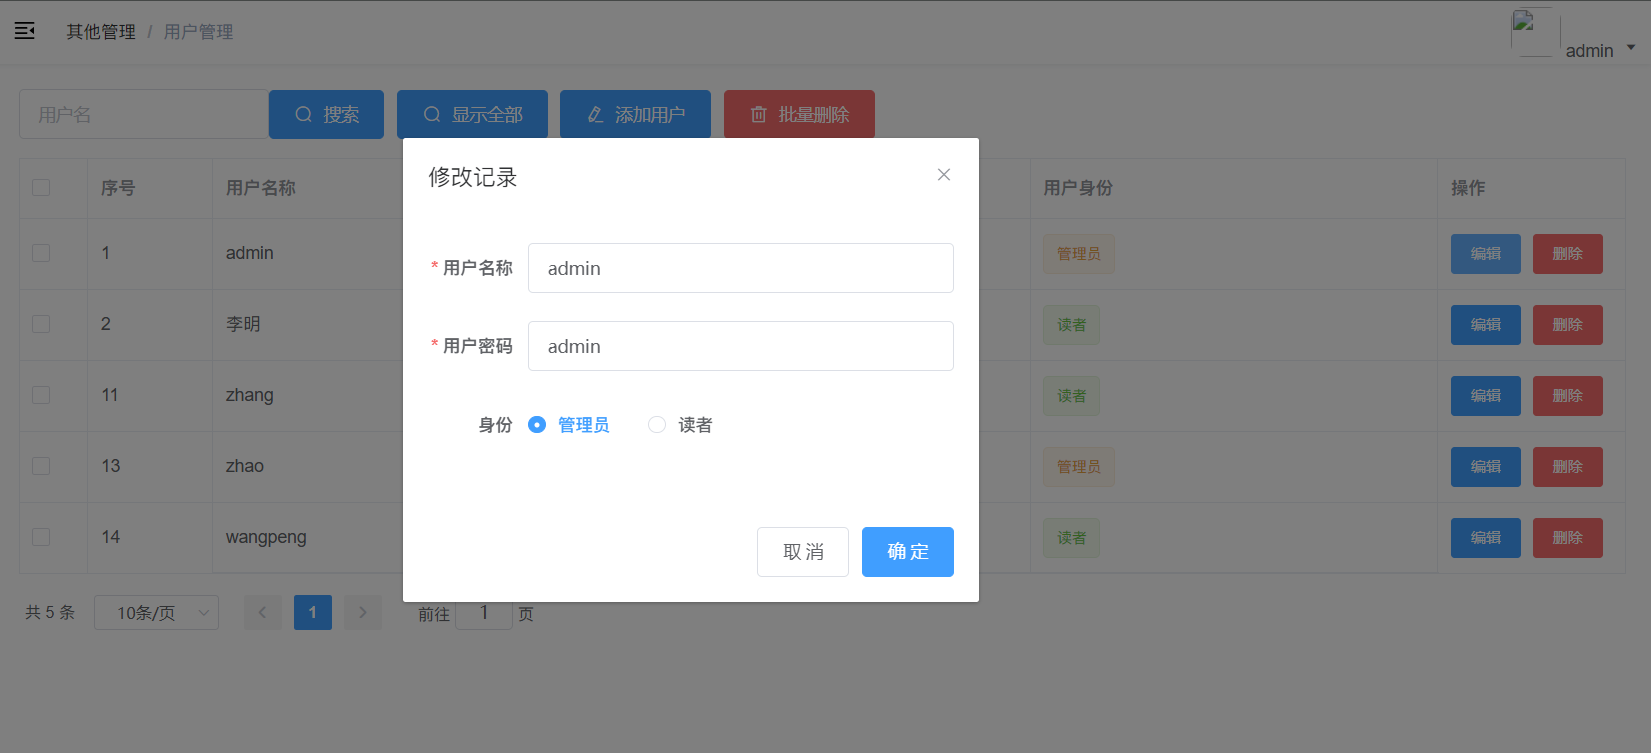 其他管理 / 用户管理
admin
用户名 搜索 显示全部 添加用户 批量删除
修改记录
序号 用户名称 用户身份 操作
1 admin 管理员 编辑 删除
2 李明 读者 编辑 删除
11 zhang 读者 编辑 删除
13 zhao 管理员 编辑 删除
14 wangpeng 读者 编辑 删除
* 用户名称 admin
* 用户密码 admin
身份 管理员 读者
取 消 确 定
共 5 条 10条/页 1 前往 1 页